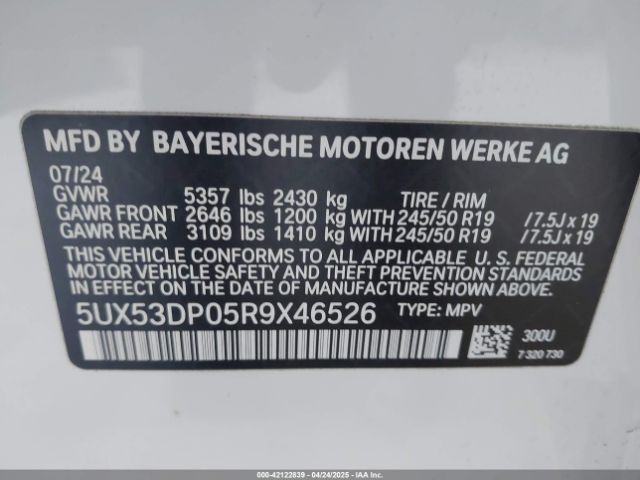 MFD BY BAYERISCHE MOTOREN WERKE AG
07/24
GVWR 5357 lbs 2430 kg TIRE / RIM
GAWR FRONT 2646 lbs 1200 kg WITH 245/50 R19 / 7.5J x 19
GAWR REAR 3109 lbs 1410 kg WITH 245/50 R19 / 7.5J x 19
THIS VEHICLE CONFORMS TO ALL APPLICABLE U. S. FEDERAL
MOTOR VEHICLE SAFETY AND THEFT PREVENTION STANDARDS
IN EFFECT ON THE DATE OF MANUFACTURE SHOWN ABOVE.
5UX53DP05R9X46526 TYPE: MPV
300U
7 320 730
000-42122839 - 04/24/2025 - IAAI.COM